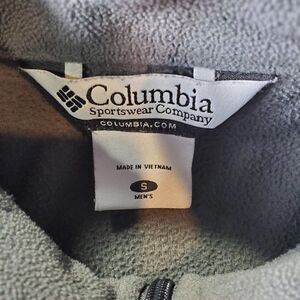 Columbia
Sportswear Company
COLUMBIA.COM
MADE IN VIETNAM
S
MEN'S